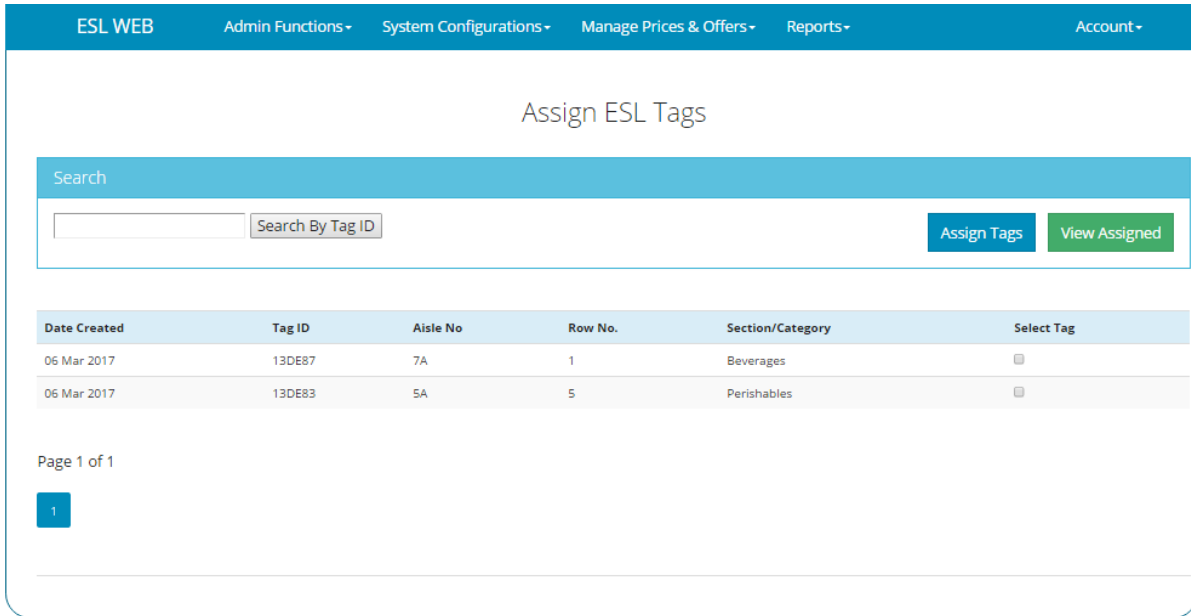 ESL WEB Admin Functions System Configurations Manage Prices & Offers Reports Account
Assign ESL Tags
Search
Search By Tag ID Assign Tags View Assigned
Date Created Tag ID Aisle No Row No. Section/Category Select Tag
06 Mar 2017 13DE87 7A 1 Beverages
06 Mar 2017 13DE83 5A 5 Perishables
Page 1 of 1
1